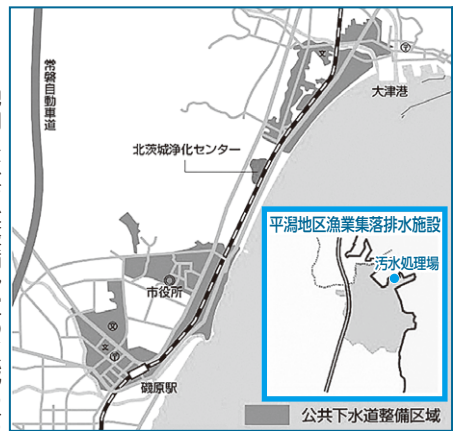 常磐自動車道
大津港
北茨城浄化センター
市役所
磯原駅
平潟地区漁業集落排水施設
汚水処理場
公共下水道整備区域